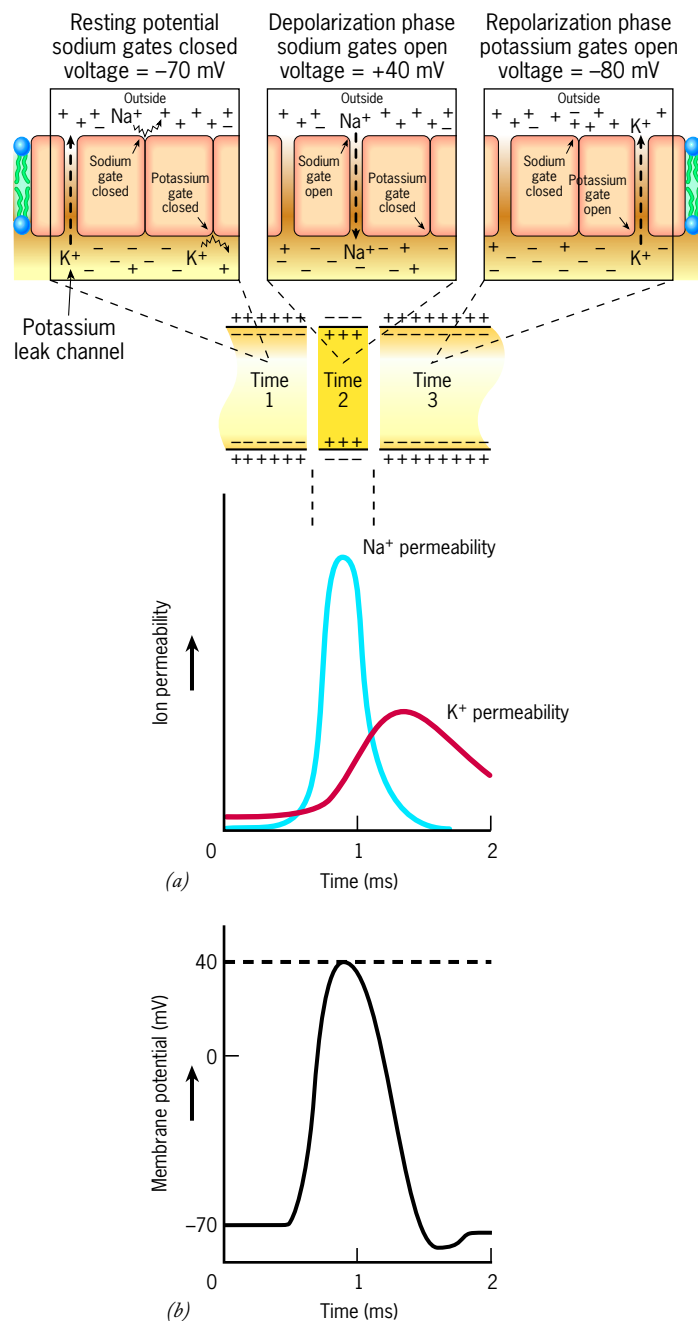 Resting potential
sodium gates closed
voltage = –70 mV
Depolarization phase
sodium gates open
voltage = +40 mV
Repolarization phase
potassium gates open
voltage = –80 mV
Outside
Na⁺
Sodium
gate
closed
Potassium
gate
closed
K⁺
K⁺
Potassium
leak channel
Outside
Na⁺
Sodium
gate
open
Potassium
gate
closed
Na⁺
Outside
K⁺
Sodium
gate
closed
Potassium
gate
open
K⁺
Time
1
Time
2
Time
3
Na⁺ permeability
K⁺ permeability
Ion permeability
0
1
2
(a)
Time (ms)
40
0
–70
Membrane potential (mV)
0
1
2
(b)
Time (ms)